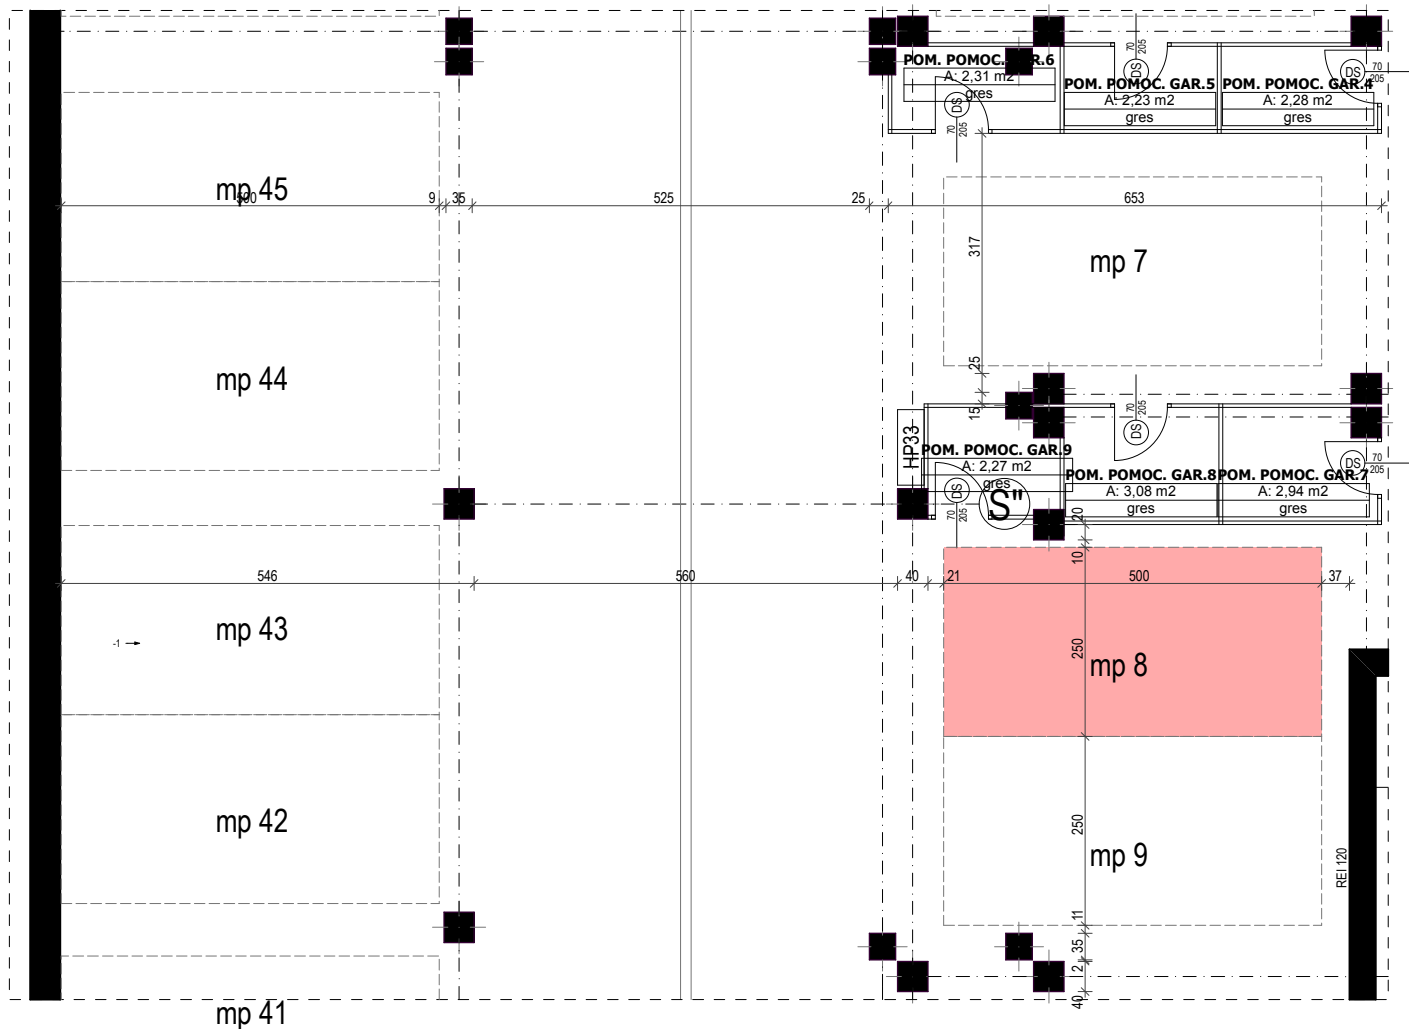 POM. POMOC. GAR.6
A: 2,31 m2
gres
DS
70
205
70
205
DS
POM. POMOC. GAR.5
A: 2,23 m2
gres
POM. POMOC. GAR.4
A: 2,28 m2
gres
DS
70
205
mp 45
500
9
35
525
25
653
317
mp 7
mp 44
25
15
HP33
POM. POMOC. GAR.9
A: 2,27 m2
gres
DS
70
205
S"
70
205
DS
POM. POMOC. GAR.8
A: 3,08 m2
gres
POM. POMOC. GAR.7
A: 2,94 m2
gres
DS
70
205
20
10
546
560
40
21
500
37
mp 43
-1
250
mp 8
mp 42
250
mp 9
REI 120
11
35
2
40
mp 41